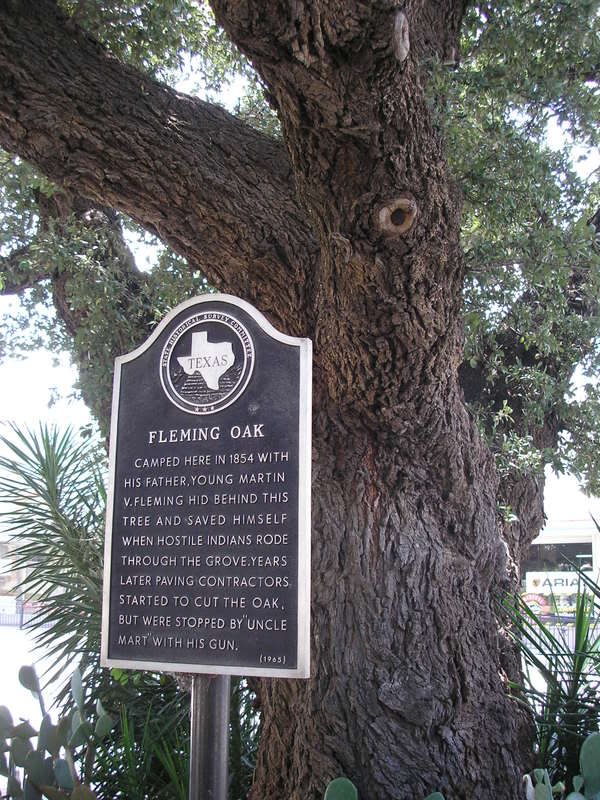 STATE HISTORICAL SURVEY COMMITTEE
TEXAS
FLEMING OAK
CAMPED HERE IN 1854 WITH
HIS FATHER, YOUNG MARTIN
V. FLEMING HID BEHIND THIS
TREE AND SAVED HIMSELF
WHEN HOSTILE INDIANS RODE
THROUGH THE GROVE. YEARS
LATER PAVING CONTRACTORS
STARTED TO CUT THE OAK,
BUT WERE STOPPED BY "UNCLE
MART" WITH HIS GUN.
(1965)
ARIA